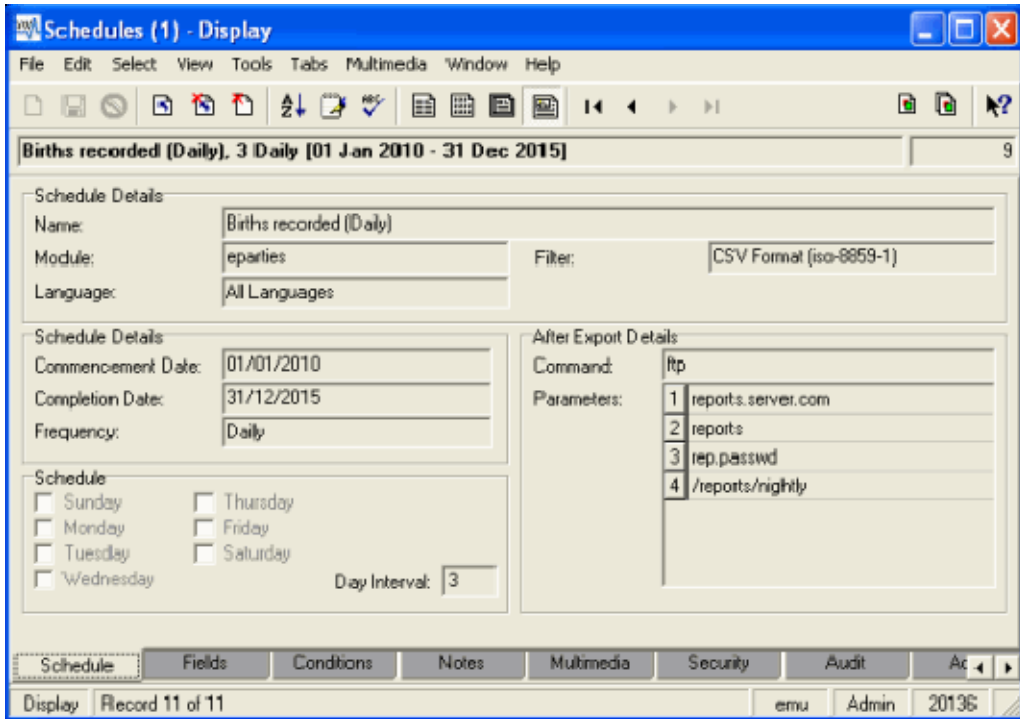 Schedules (1) - Display
File Edit Select View Tools Tabs Multimedia Window Help
Births recorded (Daily), 3 Daily [01 Jan 2010 - 31 Dec 2015] 9
Schedule Details
Name: Births recorded (Daily)
Module: eparties Filter: CSV Format (iso-8859-1)
Language: All Languages
Schedule Details After Export Details
Commencement Date: 01/01/2010 Command: ftp
Completion Date: 31/12/2015 Parameters: 1 reports.server.com
Frequency: Daily 2 reports
3 rep.passwd
Schedule 4 /reports/nightly
Sunday Thursday
Monday Friday
Tuesday Saturday
Wednesday Day Interval: 3
Schedule Fields Conditions Notes Multimedia Security Audit Ac
Display Record 11 of 11 emu Admin 20136